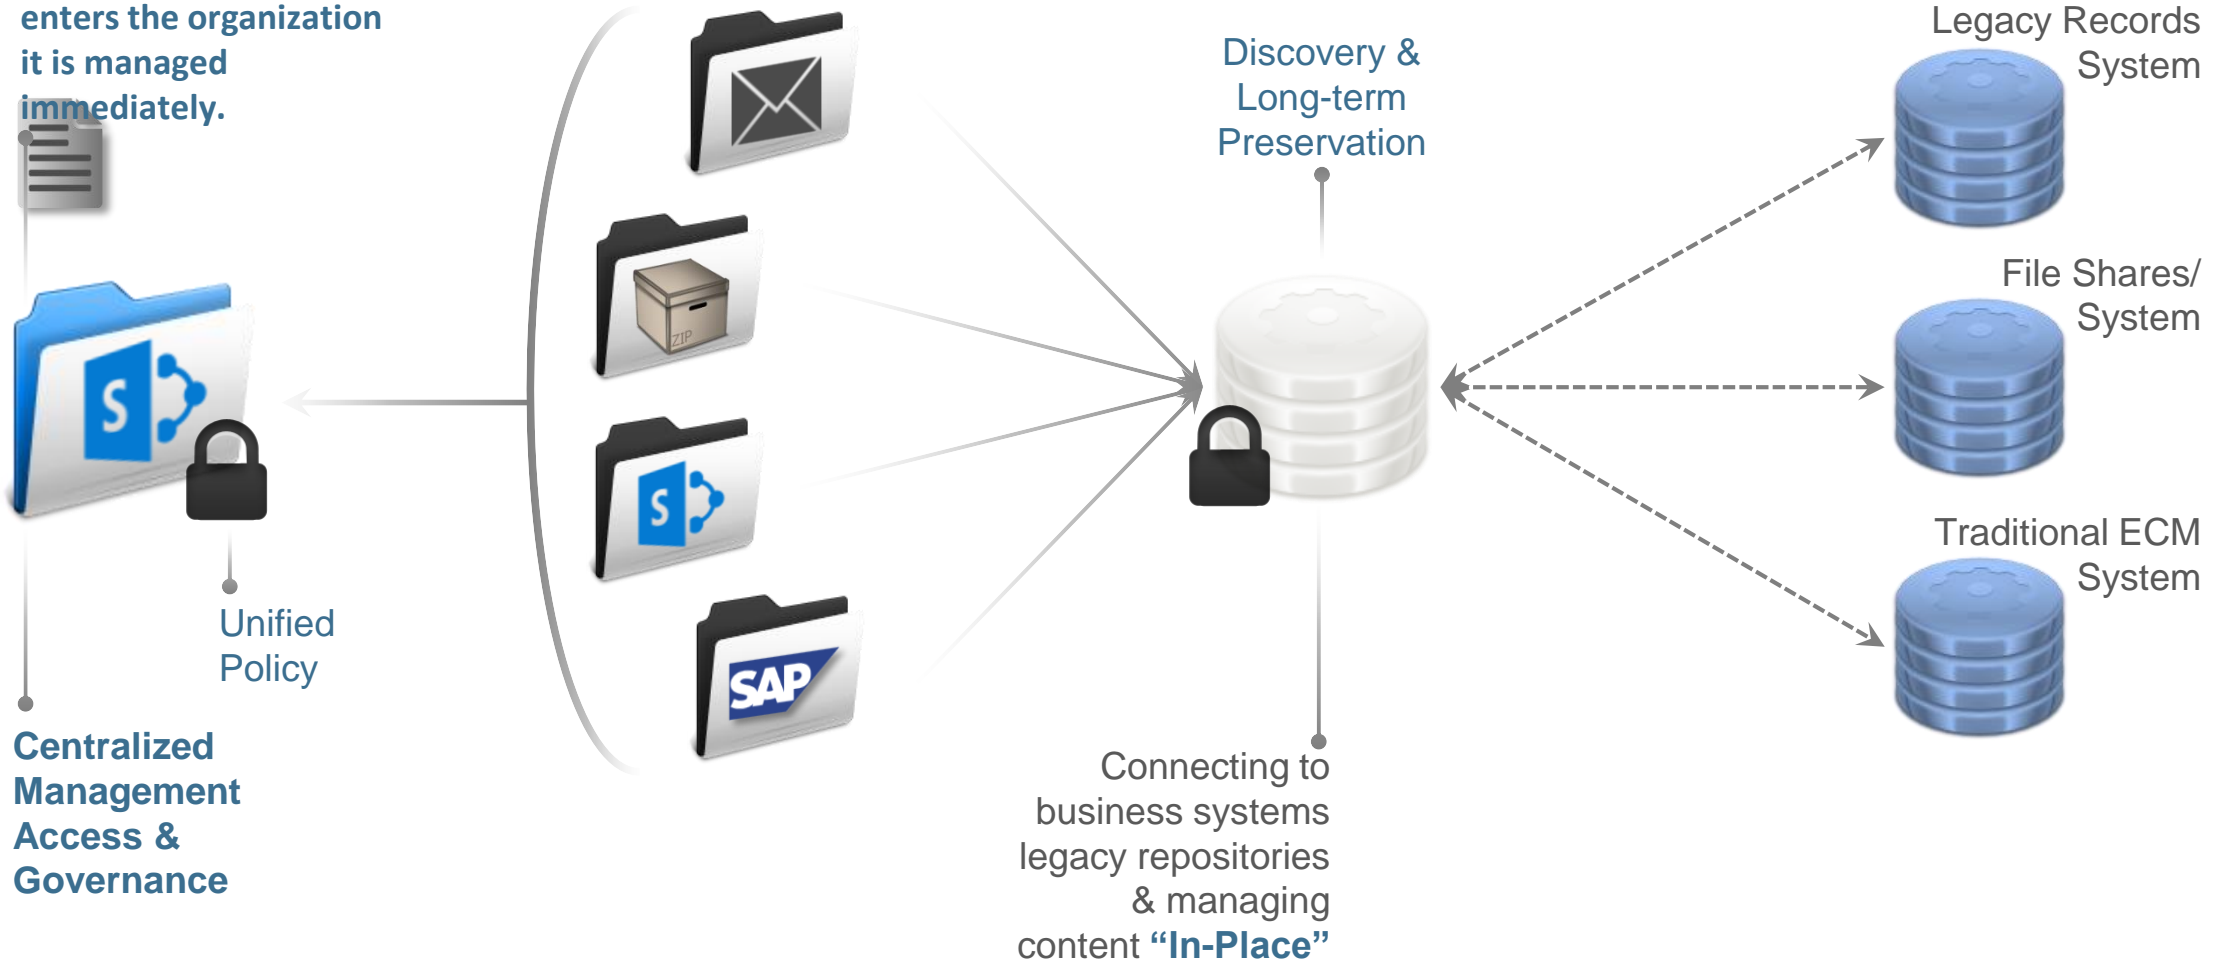 enters the organization
it is managed
immediately.
Discovery &
Long-term
Preservation
Legacy Records
System
ZIP
File Shares/
System
S
S
Traditional ECM
System
Unified
Policy
SAP
Centralized
Management
Access &
Governance
Connecting to
business systems
legacy repositories
& managing
content “In-Place”